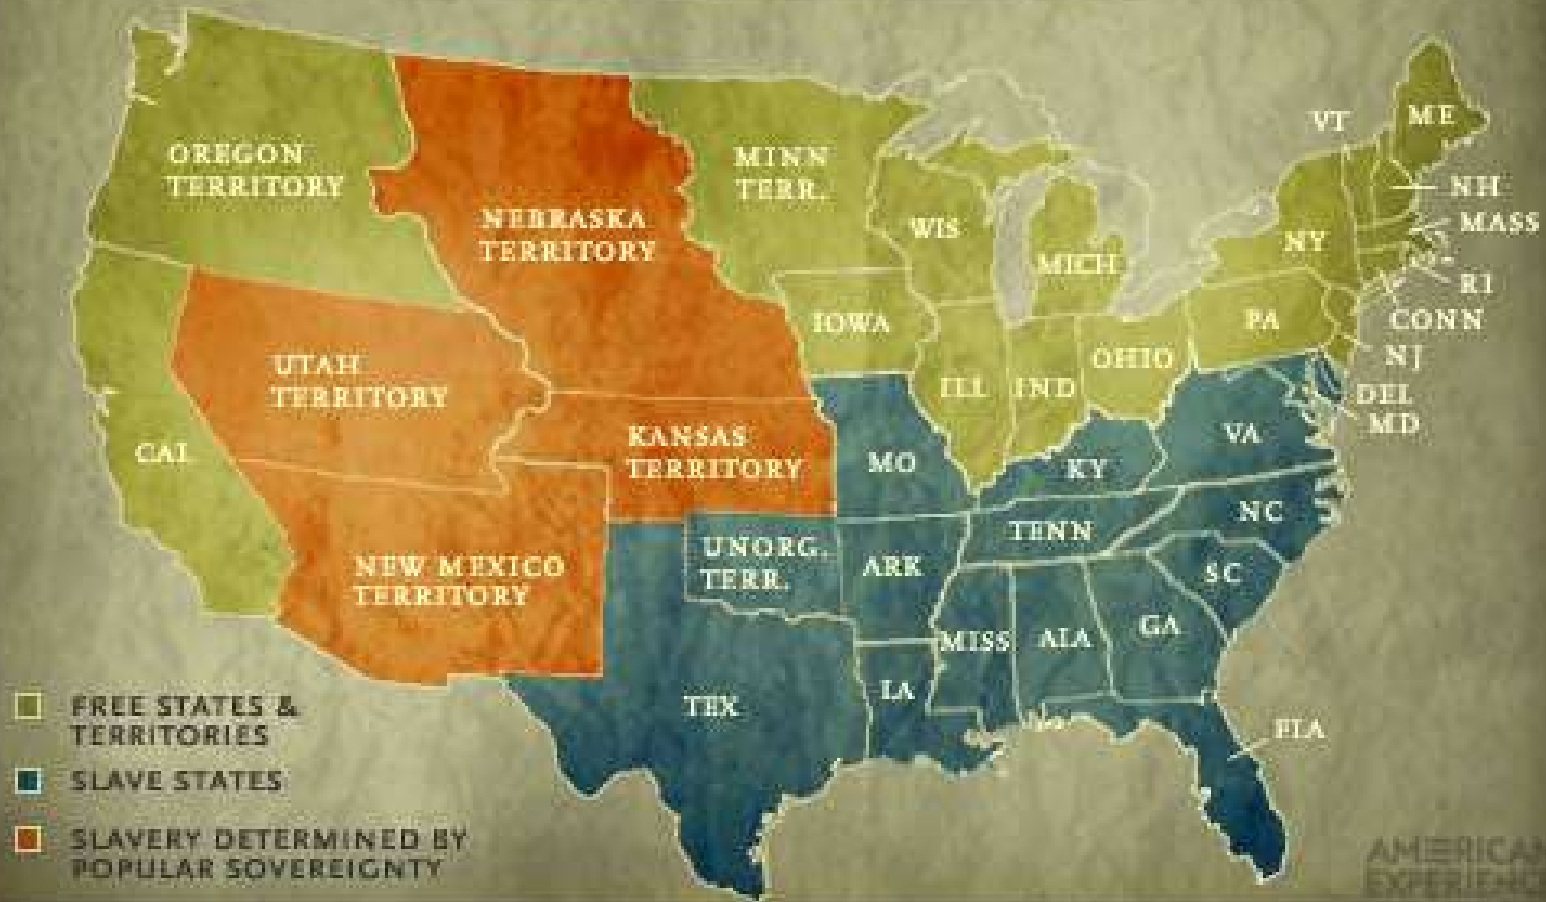 OREGON
TERRITORY
NEBRASKA
TERRITORY
MINN
TERR.
WIS
MICH
VT
ME
NH
MASS
NY
RI
CONN
NJ
PA
DEL
MD
IOWA
ILL
IND
OHIO
UTAH
TERRITORY
CAL
KANSAS
TERRITORY
MO
KY
VA
NEW MEXICO
TERRITORY
UNORG.
TERR.
ARK
TENN
NC
SC
MISS
ALA
GA
LA
TEX
FLA
FREE STATES &
TERRITORIES
SLAVE STATES
SLAVERY DETERMINED BY
POPULAR SOVEREIGNTY
AMERICAN
EXPERIENCE